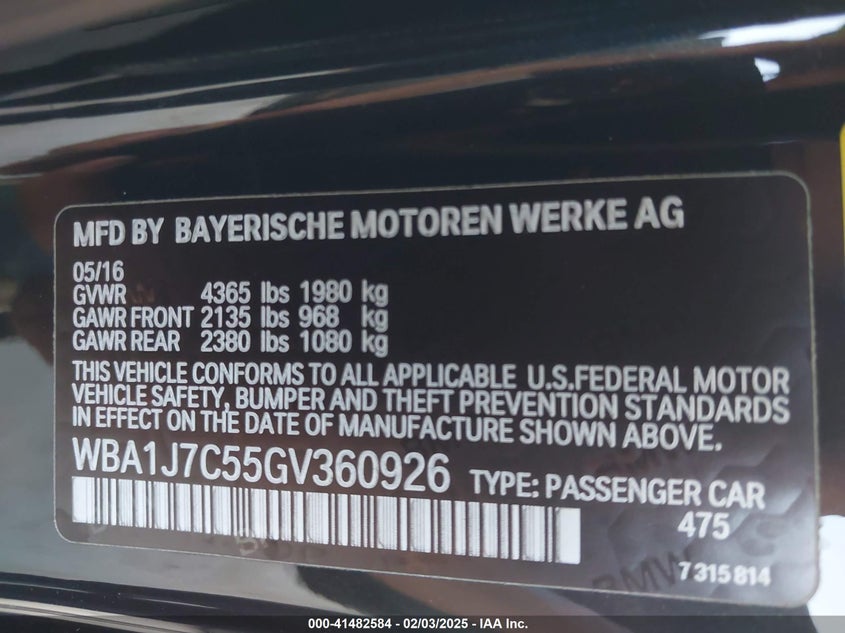 MFD BY BAYERISCHE MOTOREN WERKE AG
05/16
GVWR 4365 lbs 1980 kg
GAWR FRONT 2135 lbs 968 kg
GAWR REAR 2380 lbs 1080 kg
THIS VEHICLE CONFORMS TO ALL APPLICABLE U.S.FEDERAL MOTOR
VEHICLE SAFETY, BUMPER AND THEFT PREVENTION STANDARDS
IN EFFECT ON THE DATE OF MANUFACTURE SHOWN ABOVE.
WBA1J7C55GV360926 TYPE: PASSENGER CAR
475
7 315 814
BMW
000-41482584 - 02/03/2025 - IAA Inc.